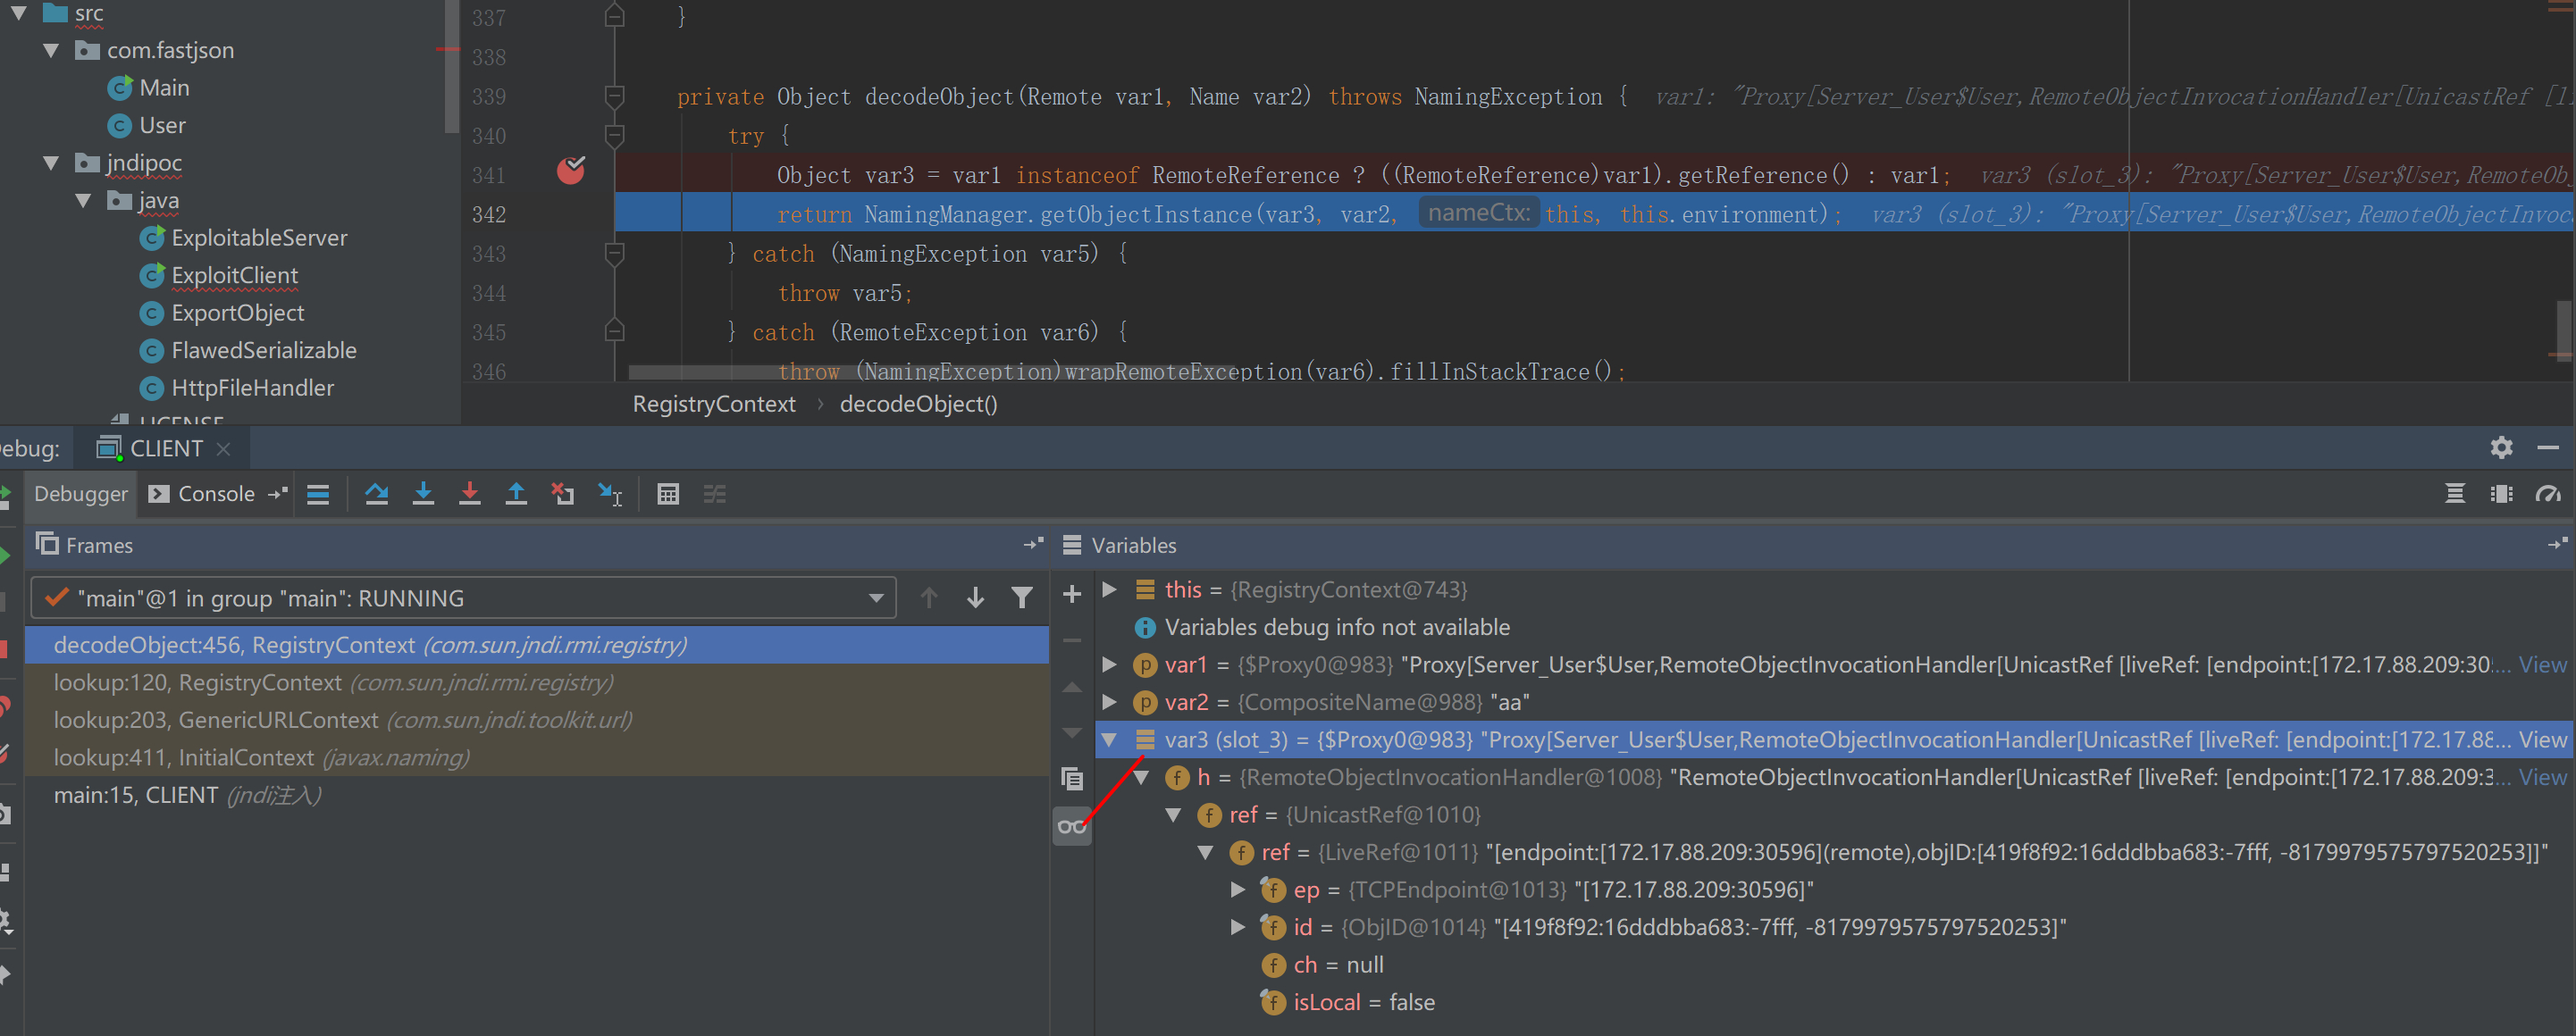 src
com.fastjson
Main
User
jndipoc
java
ExploitableServer
ExploitClient
ExportObject
FlawedSerializable
HttpFileHandler
LICENSE
337 }
338
339 private Object decodeObject(Remote var1, Name var2) throws NamingException { var1: "Proxy[Server_User$User,RemoteObjectInvocationHandler[UnicastRef [li
340 try {
341 Object var3 = var1 instanceof RemoteReference ? ((RemoteReference)var1).getReference() : var1; var3 (slot_3): "Proxy[Server_User$User,RemoteOb
342 return NamingManager.getObjectInstance(var3, var2, nameCtx: this, this.environment); var3 (slot_3): "Proxy[Server_User$User,RemoteObjectInvoc
343 } catch (NamingException var5) {
344 throw var5;
345 } catch (RemoteException var6) {
346 throw (NamingException)wrapRemoteException(var6).fillInStackTrace();
RegistryContext › decodeObject()
ebug: CLIENT
Debugger Console
Frames
"main"@1 in group "main": RUNNING
decodeObject:456, RegistryContext (com.sun.jndi.rmi.registry)
lookup:120, RegistryContext (com.sun.jndi.rmi.registry)
lookup:203, GenericURLContext (com.sun.jndi.toolkit.url)
lookup:411, InitialContext (javax.naming)
main:15, CLIENT (jndi注入)
Variables
this = {RegistryContext@743}
Variables debug info not available
var1 = {$Proxy0@983} "Proxy[Server_User$User,RemoteObjectInvocationHandler[UnicastRef [liveRef: [endpoint:[172.17.88.209:30... View
var2 = {CompositeName@988} "aa"
var3 (slot_3) = {$Proxy0@983} "Proxy[Server_User$User,RemoteObjectInvocationHandler[UnicastRef [liveRef: [endpoint:[172.17.88... View
h = {RemoteObjectInvocationHandler@1008} "RemoteObjectInvocationHandler[UnicastRef [liveRef: [endpoint:[172.17.88.209:3... View
ref = {UnicastRef@1010}
ref = {LiveRef@1011} "[endpoint:[172.17.88.209:30596](remote),objID:[419f8f92:16dddbba683:-7fff, -8179979575797520253]]"
ep = {TCPEndpoint@1013} "[172.17.88.209:30596]"
id = {ObjID@1014} "[419f8f92:16dddbba683:-7fff, -8179979575797520253]"
ch = null
isLocal = false